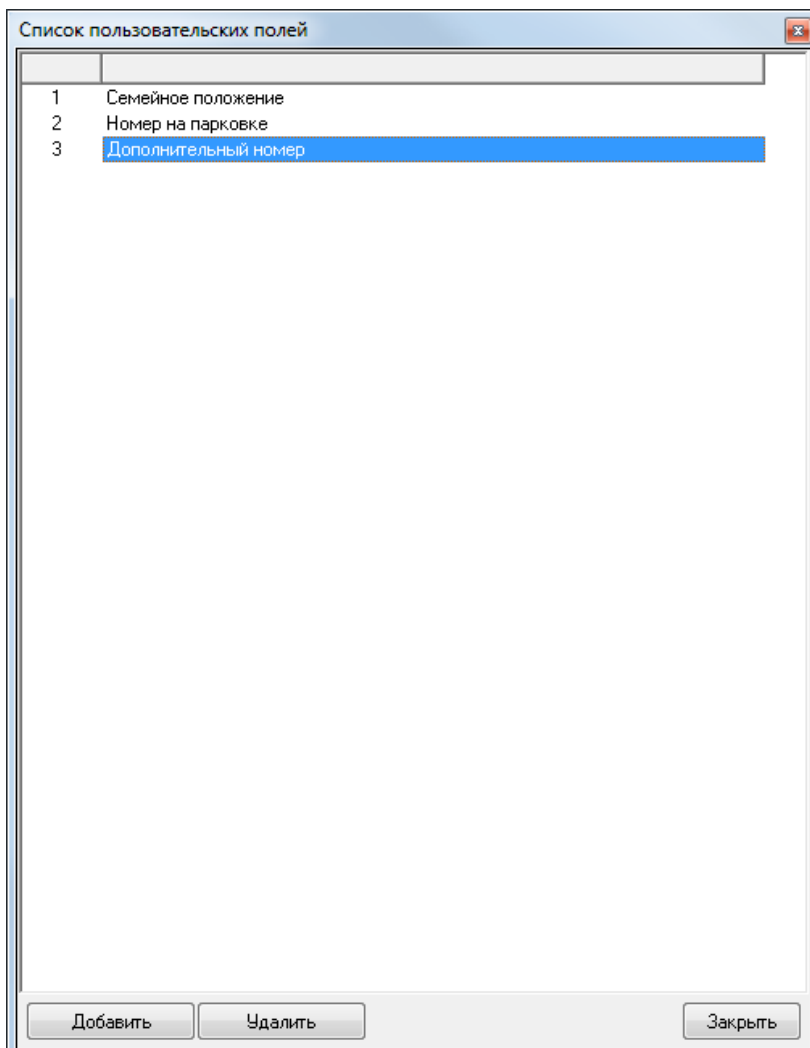 Список пользовательских полей
1 Семейное положение
2 Номер на парковке
3 Дополнительный номер
Добавить Удалить Закрыть